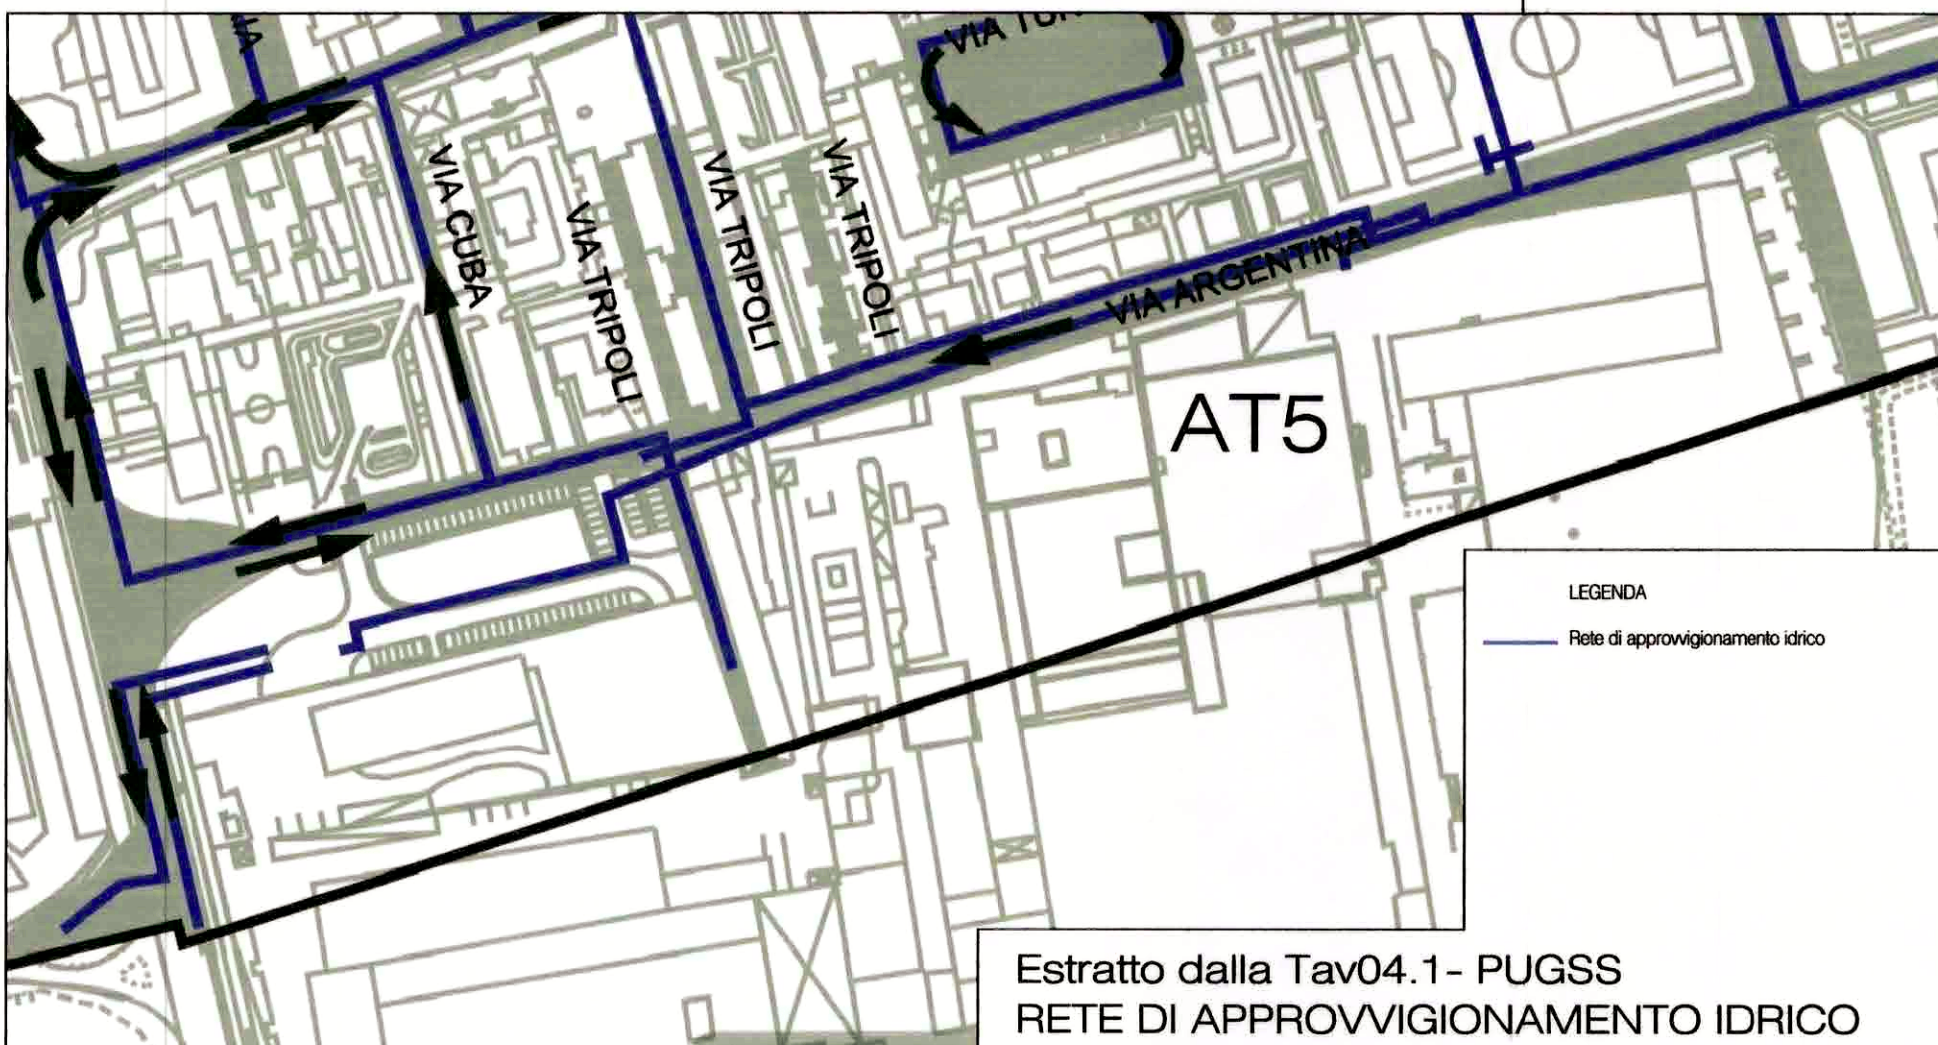 VIA CUBA
VIA TRIPOLI
VIA TRIPOLI
VIA TRIPOLI
VIA ARGENTINA
AT5
LEGENDA
Rete di approvvigionamento idrico
Estratto dalla Tav04.1- PUGSS
RETE DI APPROVVIGIONAMENTO IDRICO